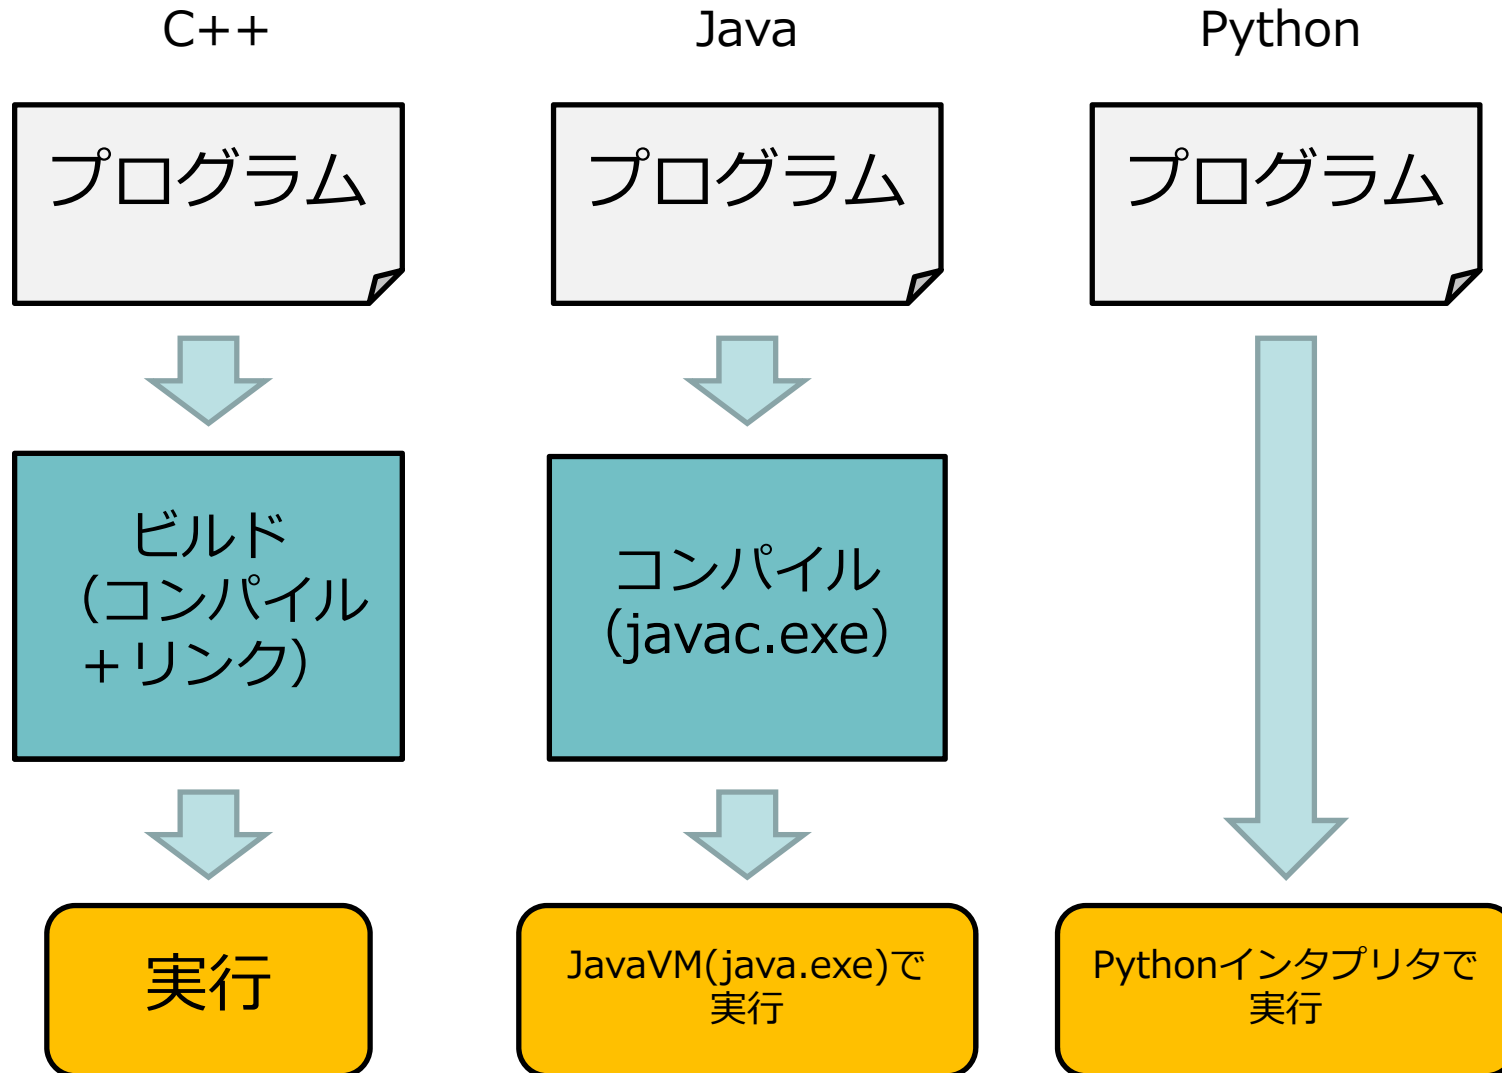 C++
Java
Python
プログラム
プログラム
プログラム
ビルド
（コンパイル
＋リンク）
コンパイル
（javac.exe）
実行
JavaVM(java.exe)で
実行
Pythonインタプリタで
実行